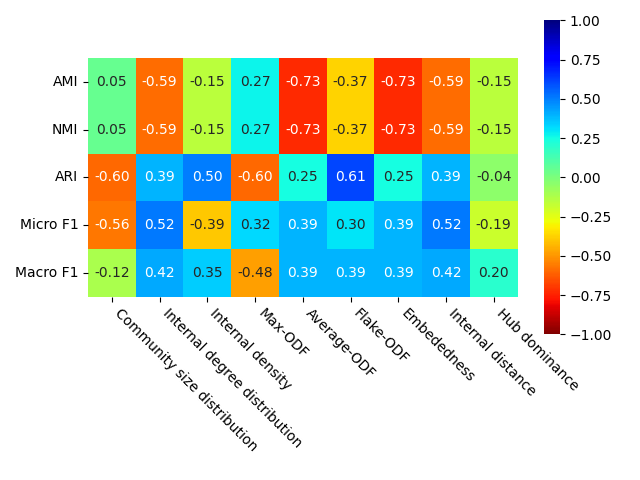 AMI 0.05 -0.59 -0.15 0.27 -0.73 -0.37 -0.73 -0.59 -0.15
NMI 0.05 -0.59 -0.15 0.27 -0.73 -0.37 -0.73 -0.59 -0.15
ARI -0.60 0.39 0.50 -0.60 0.25 0.61 0.25 0.39 -0.04
Micro F1 -0.56 0.52 -0.39 0.32 0.39 0.30 0.39 0.52 -0.19
Macro F1 -0.12 0.42 0.35 -0.48 0.39 0.39 0.39 0.42 0.20
Community size distribution
Internal degree distribution
Internal density
Max-ODF
Average-ODF
Flake-ODF
Embededness
Internal distance
Hub dominance
1.00
0.75
0.50
0.25
0.00
−0.25
−0.50
−0.75
−1.00